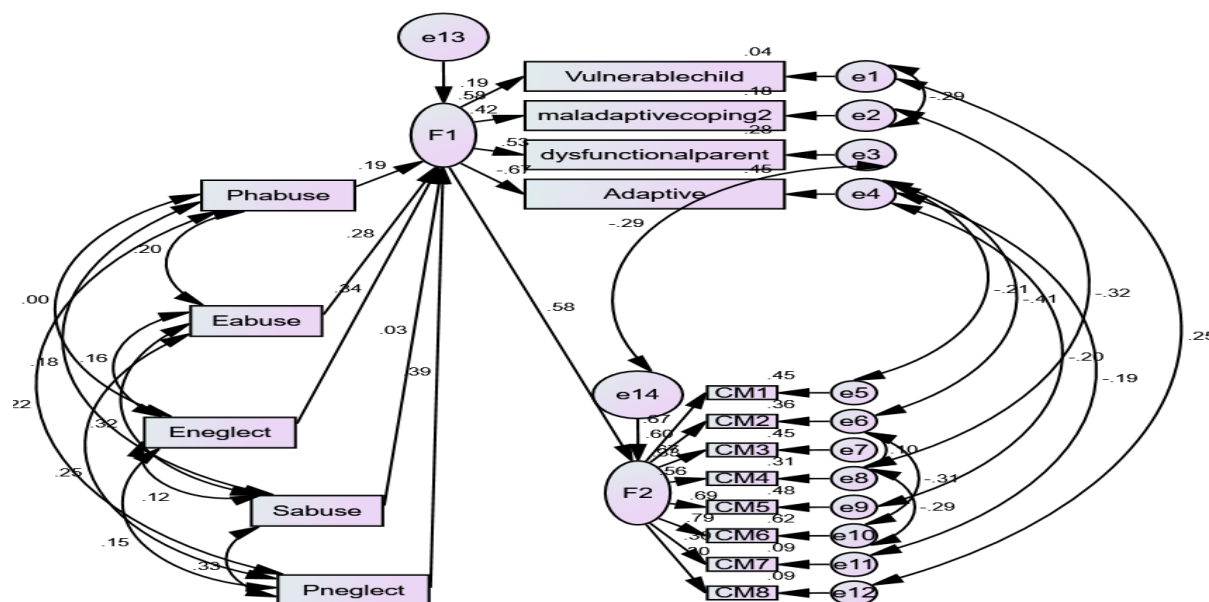 e13
.04
Vulnerablechild
e1
.19
.58
-.29
.18
.42
maladaptivecoping2
e2
F1
.28
.53
dysfunctionalparent
e3
.19
-.67
.45
Phabuse
Adaptive
e4
-.29
.28
.20
.34
-.21
.00
-.41
-.32
.58
Eabuse
.03
.25
.16
.18
-.20
39
-.19
22
.45
e14
CM1
e5
.67
.36
.32
.60
CM2
e6
Eneglect
.45
CM3
e7
.10
.56
.31
.25
CM4
e8
-.31
F2
.48
.12
.69
CM5
e9
-.29
Sabuse
.79
.62
CM6
e10
.15
.30
.09
.33
CM7
e11
.09
Pneglect
CM8
e12